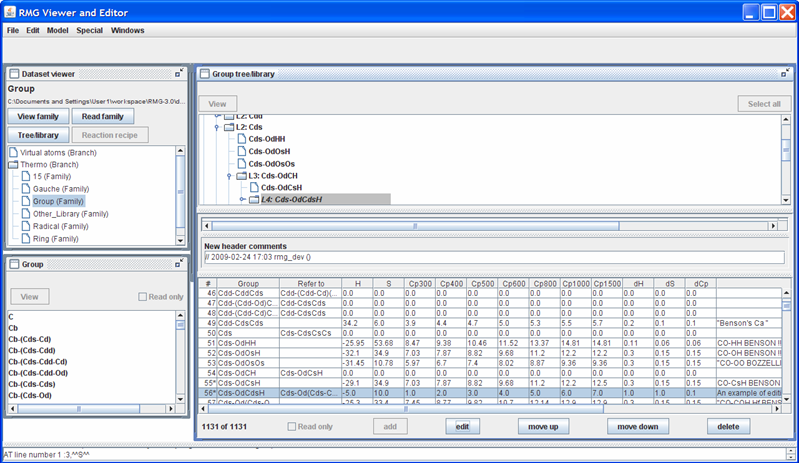 RMG Viewer and Editor
File Edit Model Special Windows
Dataset viewer
Group
C:\Documents and Settings\User1\workspace\RMG-3.0\d...
View family Read family
Tree/library Reaction recipe
Virtual atoms (Branch)
Thermo (Branch)
15 (Family)
Gauche (Family)
Group (Family)
Other_Library (Family)
Radical (Family)
Ring (Family)
Group
View Read only
C
Cb
Cb-(Cds-Cd)
Cb-(Cds-Cdd)
Cb-(Cds-Cdd-Cd)
Cb-(Cds-Cdd-Od)
Cb-(Cds-Cds)
Cb-(Cds-Od)
Group tree/library
View Select all
L2: Cdd
L2: Cds
Cds-OdHH
Cds-OdOsH
Cds-OdOsOs
L3: Cds-OdCH
Cds-OdCsH
L4: Cds-OdCdsH
New header comments
// 2009-02-24 17:03 rmg_dev ()
# Group Refer to H S Cp300 Cp400 Cp500 Cp600 Cp800 Cp1000 Cp1500 dH dS dCp
46 Cdd-CddCds Cdd-(Cdd-Cd)(... 0.0 0.0 0.0 0.0 0.0 0.0 0.0 0.0 0.0 0.0 0.0 0.0
47 Cdd-(Cdd-Od)C... Cdd-CdsCds 0.0 0.0 0.0 0.0 0.0 0.0 0.0 0.0 0.0 0.0 0.0 0.0
48 Cdd-(Cdd-Cd)C... Cdd-CdsCds 0.0 0.0 0.0 0.0 0.0 0.0 0.0 0.0 0.0 0.0 0.0 0.0
49 Cdd-CdsCds 34.2 6.0 3.9 4.4 4.7 5.0 5.3 5.5 5.7 0.2 0.1 0.1 "Benson's Ca "
50 Cds Cds-CdsCsCs 0.0 0.0 0.0 0.0 0.0 0.0 0.0 0.0 0.0 0.0 0.0 0.0
51 Cds-OdHH -25.95 53.68 8.47 9.38 10.46 11.52 13.37 14.81 14.81 0.11 0.06 0.06 "CO-HH BENSON !!
52 Cds-OdOsH -32.1 34.9 7.03 7.87 8.82 9.68 11.2 12.2 12.2 0.3 0.15 0.15 "CO-OH BENSON !!
53 Cds-OdOsOs -31.45 10.78 5.97 6.7 7.4 8.02 8.87 9.36 9.36 0.3 0.15 0.15 "CO-OO BOZZELLI
54 Cds-OdCH Cds-OdCsH 0.0 0.0 0.0 0.0 0.0 0.0 0.0 0.0 0.0 0.0 0.0 0.0
55* Cds-OdCsH -29.1 34.9 7.03 7.87 8.82 9.68 11.2 12.2 12.5 0.3 0.15 0.15 "CO-CsH BENSON
56* Cds-OdCdsH Cds-Od(Cds-C... -5.0 10.0 1.0 2.0 3.0 4.0 5.0 6.0 7.0 1.0 1.0 0.1 An example of editi
57 Cds-Od(Cds-O... -25.3 33.4 7.45 8.77 9.82 10.7 12.14 12.9 12.9 0.3 0.15 0.15 "CO-COH Hf BENS
1131 of 1131 Read only add edit move up move down delete
AT line number 1 :3,^^S^^